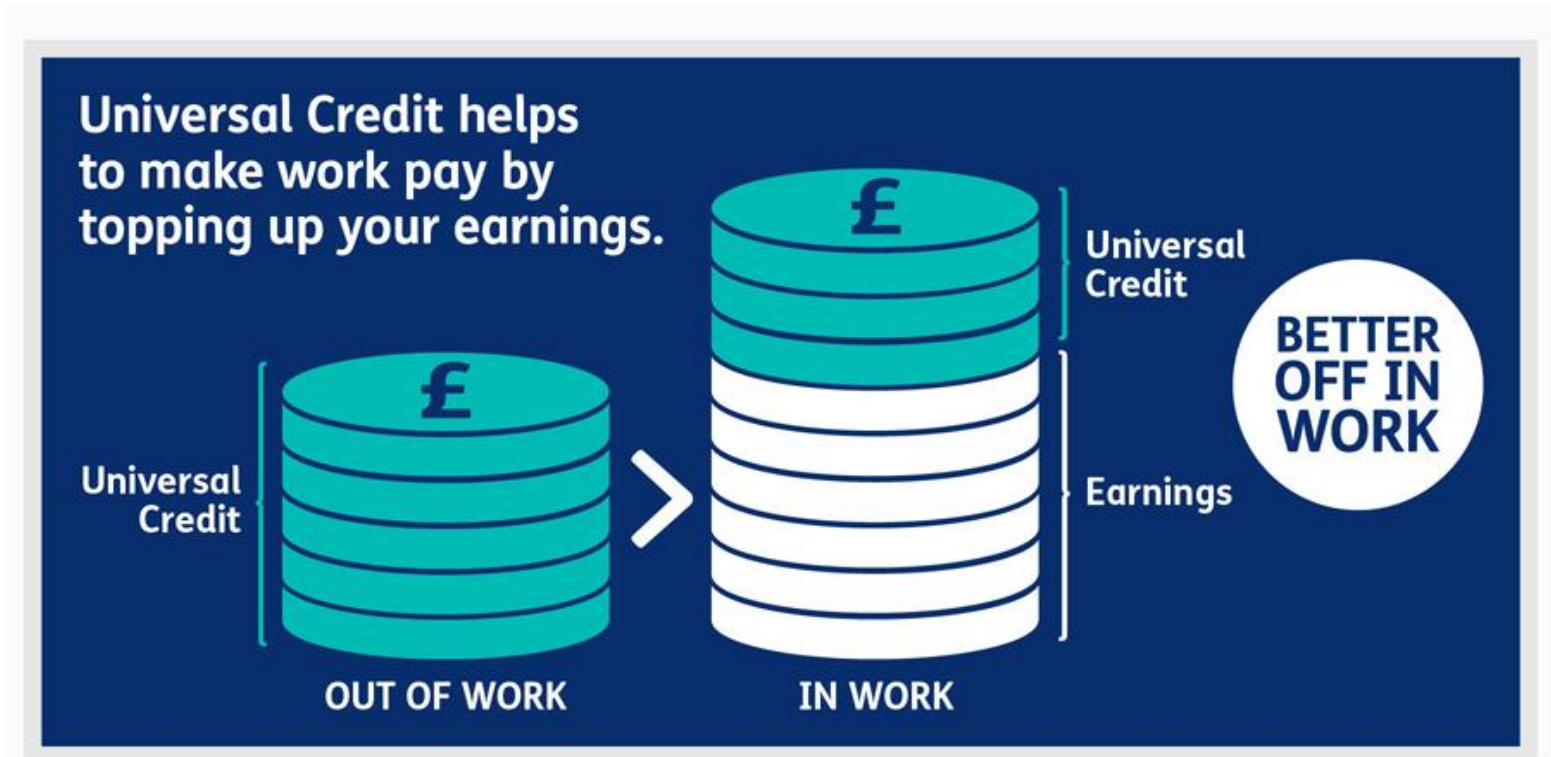 Universal Credit helps
to make work pay by
topping up your earnings.
£
Universal
Credit
£
Universal
Credit
BETTER
OFF IN
WORK
Earnings
OUT OF WORK
IN WORK